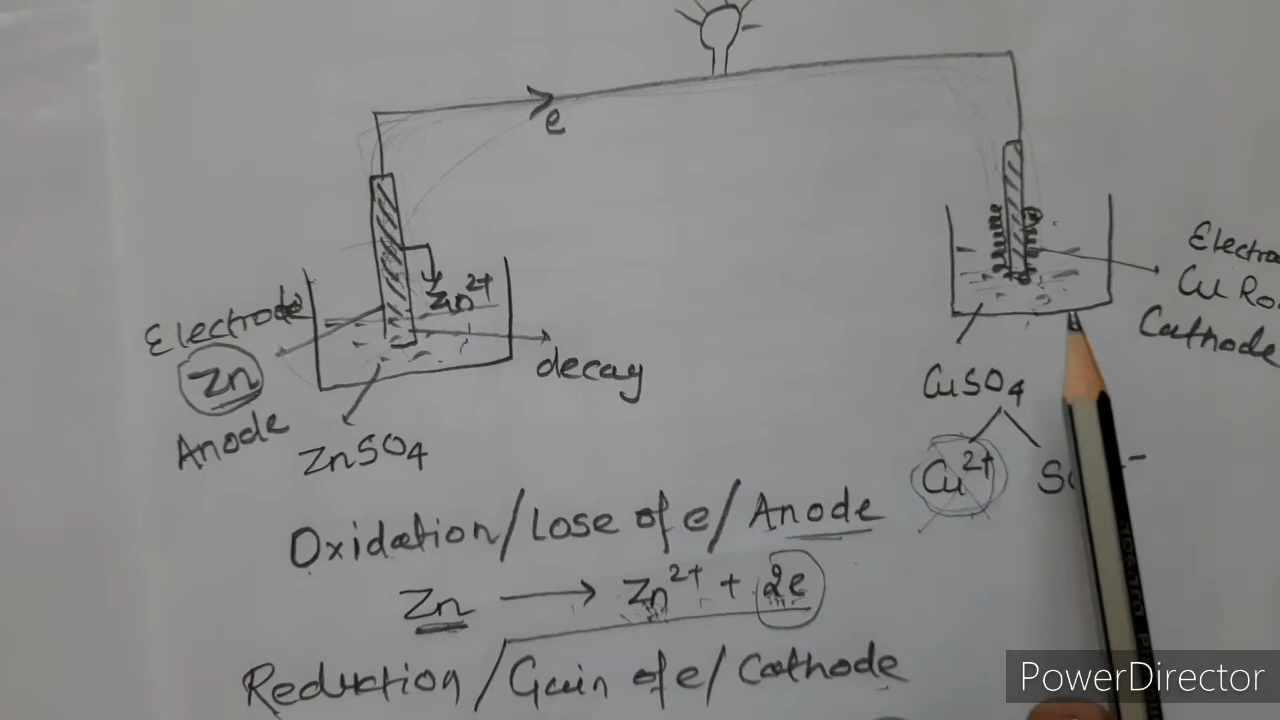 e
Zn2+
Electrode
Zn
Anode
ZnSO4
decay
Electro
Cu Ro
Cathode
CuSO4
Cu2+
Oxidation/Lose of e/Anode
Zn → Zn2+ + 2e
Reduction/Gain of e/Cathode
PowerDirector